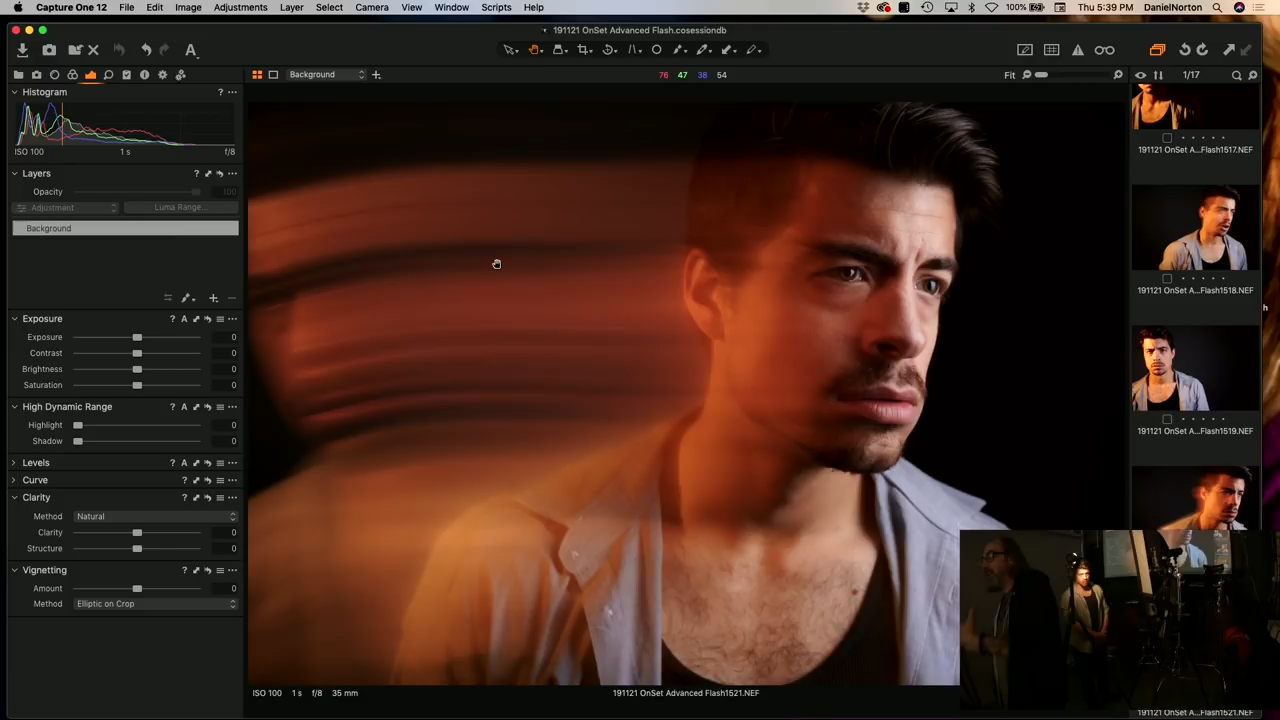 Capture One 12 File Edit Image Adjustments Layer Select Camera View Window Scripts Help 100% Thu 5:39 PM DanielNorton
191121 OnSet Advanced Flash.cosessiondb
A
Background
76 47 38 54
Fit
1/17
Histogram
ISO 100 1 s f/8
Layers
Opacity 100
Adjustment Luma Range...
Background
Exposure
Exposure 0
Contrast 0
Brightness 0
Saturation 0
High Dynamic Range
Highlight 0
Shadow 0
Levels
Curve
Clarity
Method Natural
Clarity 0
Structure 0
Vignetting
Amount 0
Method Elliptic on Crop
ISO 100 1 s f/8 35 mm
191121 OnSet Advanced Flash1521.NEF
191121 OnSet A...Flash1517.NEF
191121 OnSet A...Flash1518.NEF
191121 OnSet A...Flash1519.NEF
191121 OnSet A...Flash1521.NEF